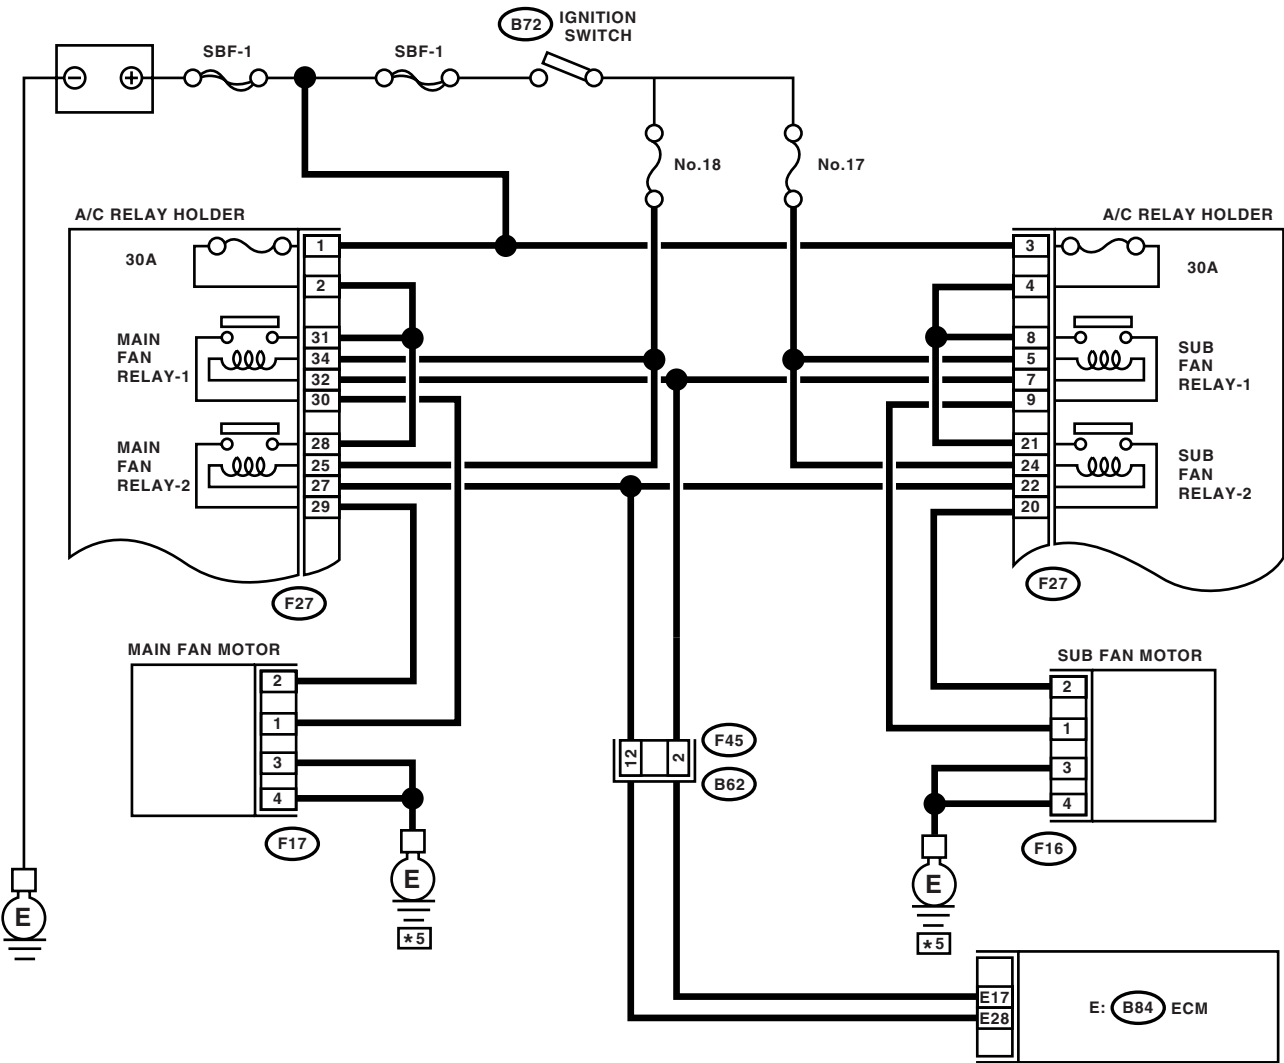 B72
IGNITION
SWITCH
SBF-1
SBF-1
No.18
No.17
A/C RELAY HOLDER
30A
1
2
MAIN
FAN
RELAY-1
31
34
32
30
MAIN
FAN
RELAY-2
28
25
27
29
F27
A/C RELAY HOLDER
3
30A
4
8
5
7
9
SUB
FAN
RELAY-1
21
24
22
20
SUB
FAN
RELAY-2
F27
MAIN FAN MOTOR
2
1
3
4
F17
E
*5
E
12
2
F45
B62
SUB FAN MOTOR
2
1
3
4
F16
E
*5
E17
E28
E: B84 ECM